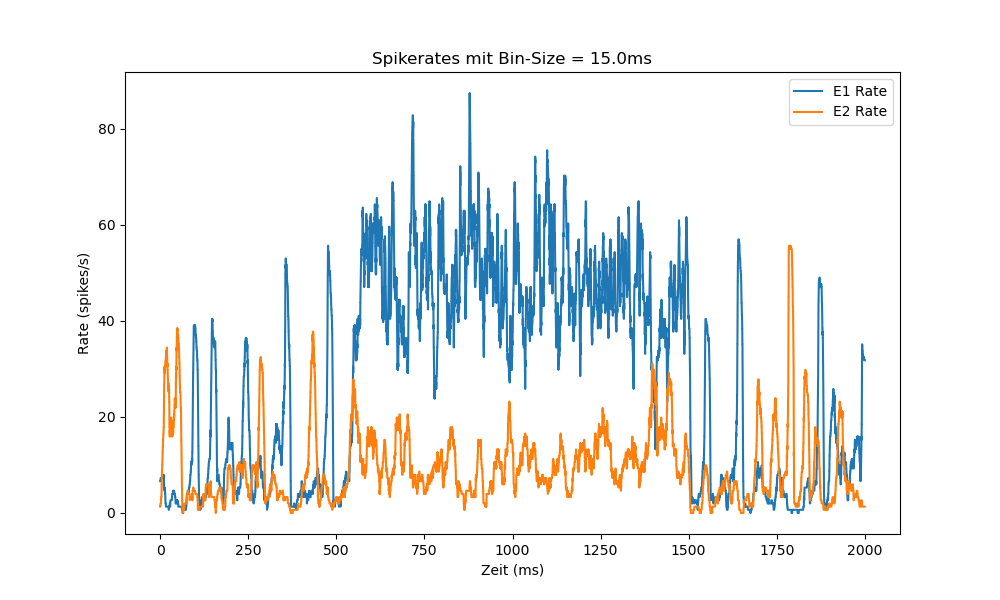 Spikerates mit Bin-Size = 15.0ms
E1 Rate
E2 Rate
80
60
40
20
0
Rate (spikes/s)
0 250 500 750 1000 1250 1500 1750 2000
Zeit (ms)